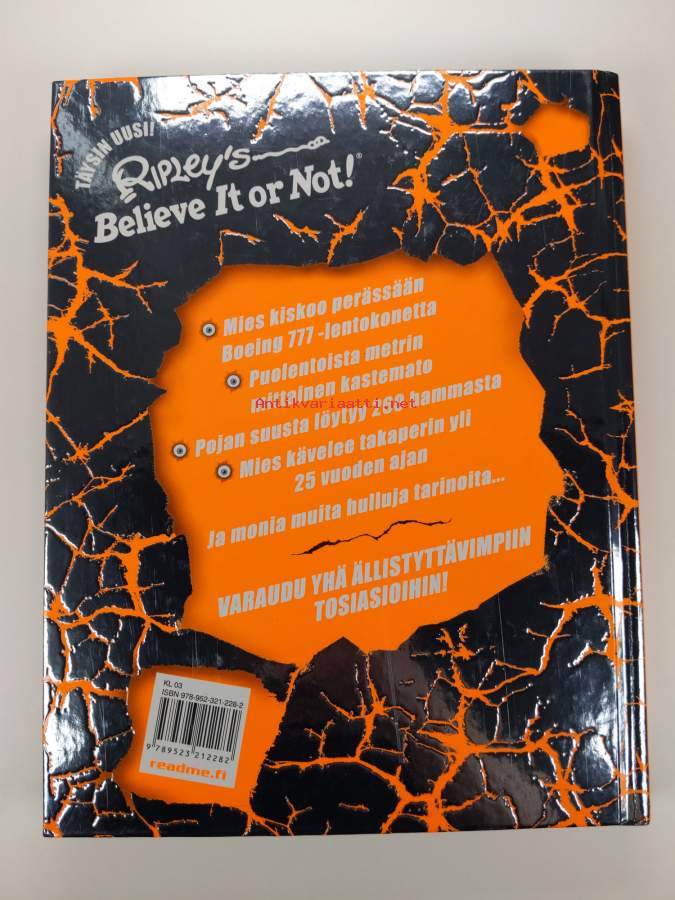 TÄYSIN UUSI!
RIPLEY'S
Believe It or Not!®
Mies kiskoo perässään
Boeing 777 -lentokonetta
Puolentoista metrin
mittainen kastemato
Antikvariaatti.net
Pojan suusta löytyy hammasta
Mies kävelee takaperin yli
25 vuoden ajan
Ja monia muita hulluja tarinoita...
VARAUDU YHÄ ÄLLISTYTTÄVIMPIIN
TOSIASIOIHIN!
KL 03
ISBN 978-952-321-228-2
9 789523 212282
readme.fi